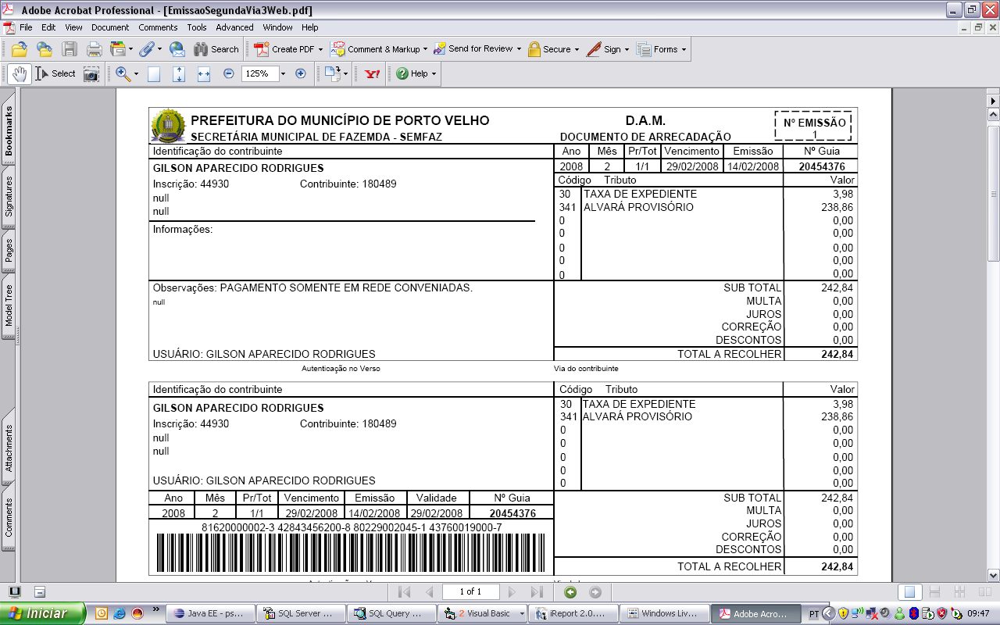 Adobe Acrobat Professional - [EmissaoSegundaVia3Web.pdf]
File Edit View Document Comments Tools Advanced Window Help
Search Create PDF Comment & Markup Send for Review Secure Sign Forms
Select 125% Y! Help
Bookmarks
Signatures
Pages
Model Tree
Attachments
Comments
PREFEITURA DO MUNICÍPIO DE PORTO VELHO D.A.M. Nº EMISSÃO
SECRETÁRIA MUNICIPAL DE FAZEMDA - SEMFAZ DOCUMENTO DE ARRECADAÇÃO 1
Identificação do contribuinte Ano Mês Pr/Tot Vencimento Emissão Nº Guia
GILSON APARECIDO RODRIGUES 2008 2 1/1 29/02/2008 14/02/2008 20454376
Inscrição: 44930 Contribuinte: 180489 Código Tributo Valor
null 30 TAXA DE EXPEDIENTE 3,98
null 341 ALVARÁ PROVISÓRIO 238,86
0 0,00
Informações: 0 0,00
0 0,00
0 0,00
0 0,00
Observações: PAGAMENTO SOMENTE EM REDE CONVENIADAS. SUB TOTAL 242,84
null MULTA 0,00
JUROS 0,00
CORREÇÃO 0,00
DESCONTOS 0,00
USUÁRIO: GILSON APARECIDO RODRIGUES TOTAL A RECOLHER 242,84
Autenticação no Verso Via do contribuinte
Identificação do contribuinte Código Tributo Valor
GILSON APARECIDO RODRIGUES 30 TAXA DE EXPEDIENTE 3,98
Inscrição: 44930 Contribuinte: 180489 341 ALVARÁ PROVISÓRIO 238,86
null 0 0,00
null 0 0,00
0 0,00
0 0,00
USUÁRIO: GILSON APARECIDO RODRIGUES 0 0,00
Ano Mês Pr/Tot Vencimento Emissão Validade Nº Guia SUB TOTAL 242,84
2008 2 1/1 29/02/2008 14/02/2008 29/02/2008 20454376 MULTA 0,00
81620000002-3 42843456200-8 80229002045-1 43760019000-7 JUROS 0,00
CORREÇÃO 0,00
DESCONTOS 0,00
TOTAL A RECOLHER 242,84
1 of 1
Iniciar Java EE - ps... SQL Server ... SQL Query ... 2 Visual Basic iReport 2.0.... Windows Liv... Adobe Acro... PT 09:47